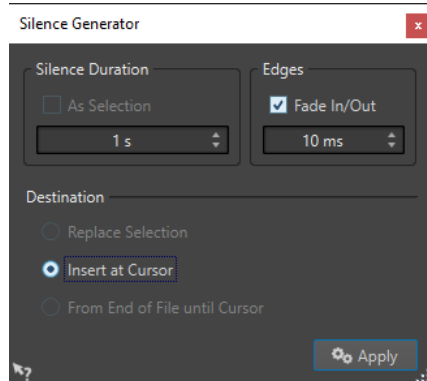 Silence Generator
x
Silence Duration
Edges
As Selection
Fade In/Out
1 s
10 ms
Destination
Replace Selection
Insert at Cursor
From End of File until Cursor
Apply
?